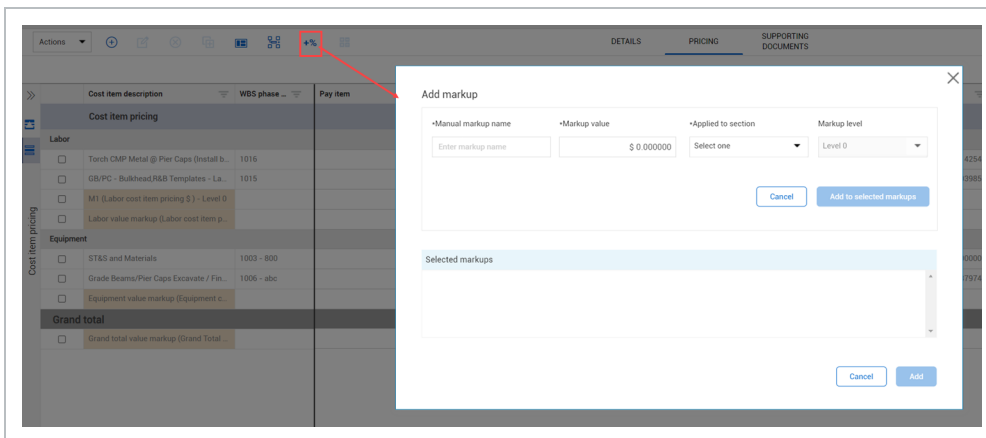 Actions
+%
DETAILS
PRICING
SUPPORTING
DOCUMENTS
Cost item description
WBS phase ...
Pay item
Cost item pricing
Cost item pricing
Labor
Torch CMP Metal @ Pier Caps (Install b... 1016
GB/PC - Bulkhead,R&B Templates - La... 1015
M1 (Labor cost item pricing $ ) - Level 0
Labor value markup (Labor cost item p...
Equipment
ST&S and Materials 1003 - 800
Grade Beams/Pier Caps Excavate / Fin... 1006 - abc
Equipment value markup (Equipment c...
Grand total
Grand total value markup (Grand Total ...
Add markup
•Manual markup name
•Markup value
•Applied to section
Markup level
Enter markup name
$ 0.000000
Select one
Level 0
Cancel
Add to selected markups
Selected markups
Cancel
Add